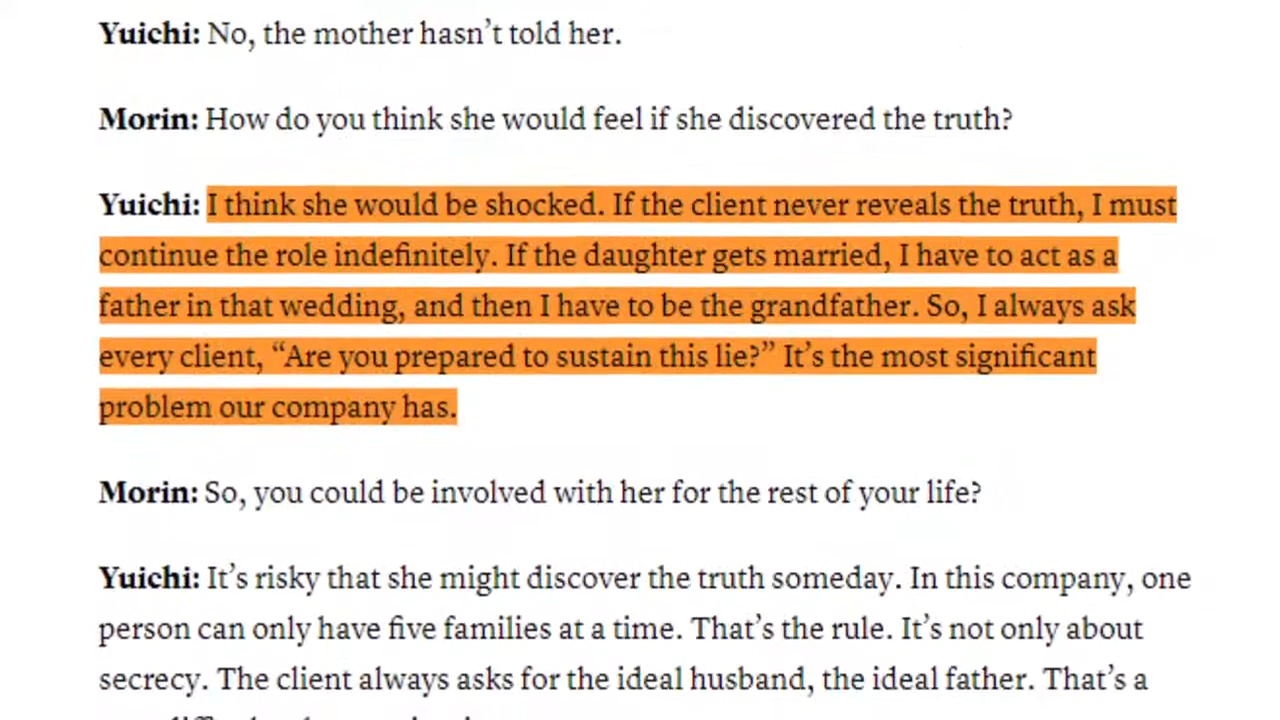 Yuichi: No, the mother hasn’t told her.
Morin: How do you think she would feel if she discovered the truth?
Yuichi: I think she would be shocked. If the client never reveals the truth, I must
continue the role indefinitely. If the daughter gets married, I have to act as a
father in that wedding, and then I have to be the grandfather. So, I always ask
every client, “Are you prepared to sustain this lie?” It’s the most significant
problem our company has.
Morin: So, you could be involved with her for the rest of your life?
Yuichi: It’s risky that she might discover the truth someday. In this company, one
person can only have five families at a time. That’s the rule. It’s not only about
secrecy. The client always asks for the ideal husband, the ideal father. That’s a